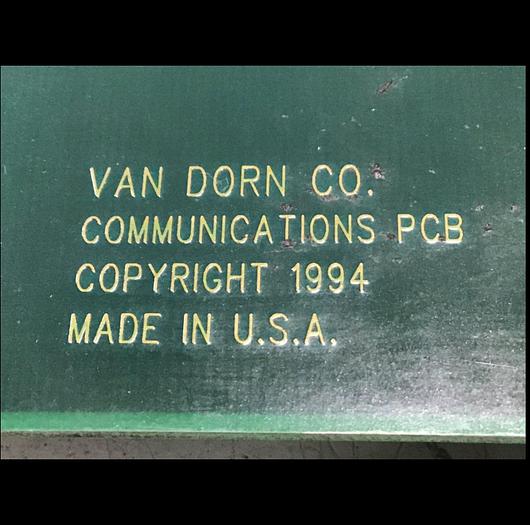 VAN DORN CO.
COMMUNICATIONS PCB
COPYRIGHT 1994
MADE IN U.S.A.